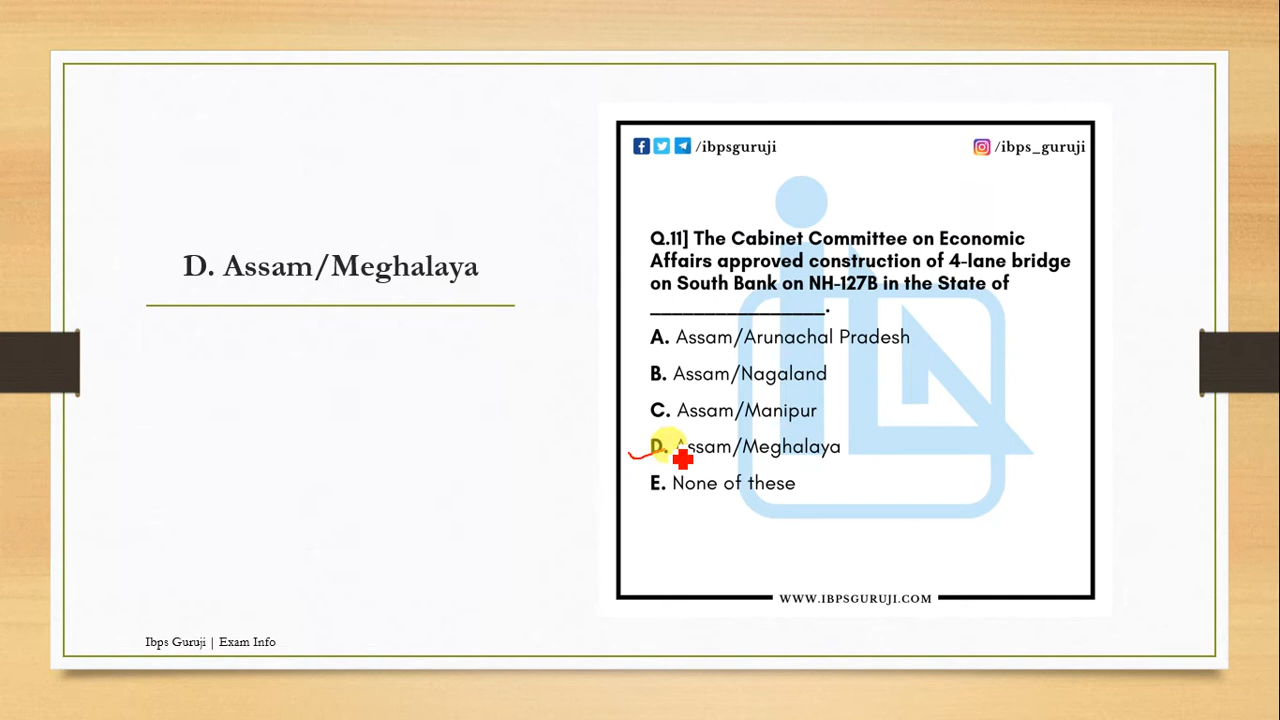 D. Assam/Meghalaya
Ibps Guruji | Exam Info
/ibpsguruji
/ibps_guruji
Q.11] The Cabinet Committee on Economic
Affairs approved construction of 4-lane bridge
on South Bank on NH-127B in the State of
________________.
A. Assam/Arunachal Pradesh
B. Assam/Nagaland
C. Assam/Manipur
D. Assam/Meghalaya
E. None of these
WWW.IBPSGURUJI.COM